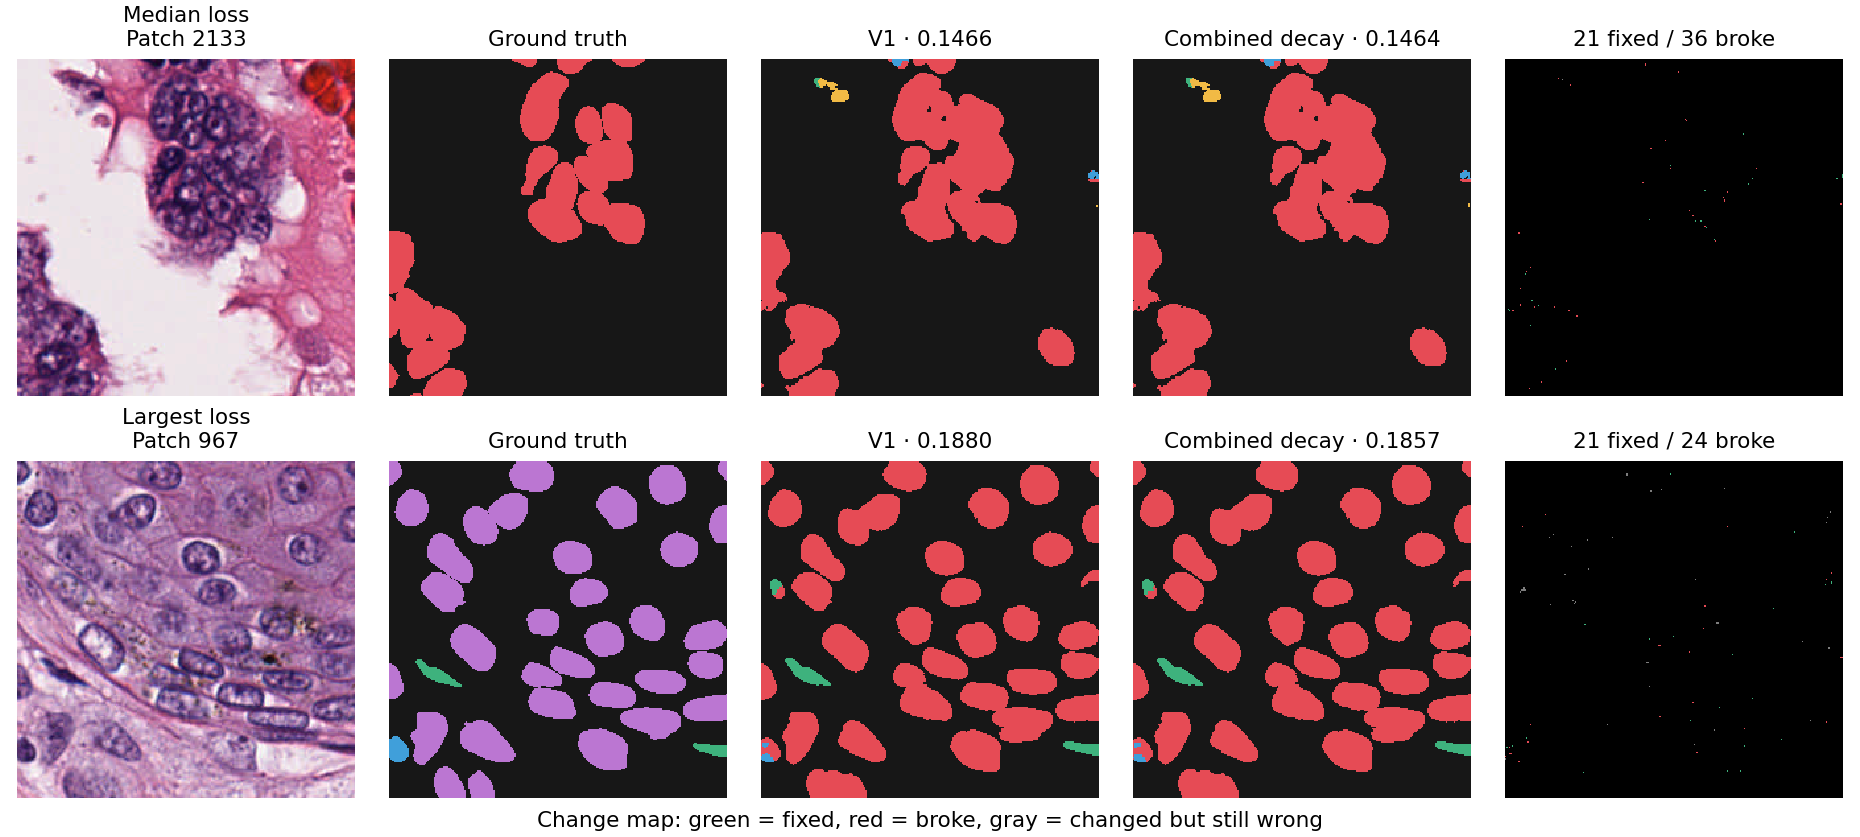 Median loss
Patch 2133
Ground truth
V1 · 0.1466
Combined decay · 0.1464
21 fixed / 36 broke
Largest loss
Patch 967
Ground truth
V1 · 0.1880
Combined decay · 0.1857
21 fixed / 24 broke
Change map: green = fixed, red = broke, gray = changed but still wrong